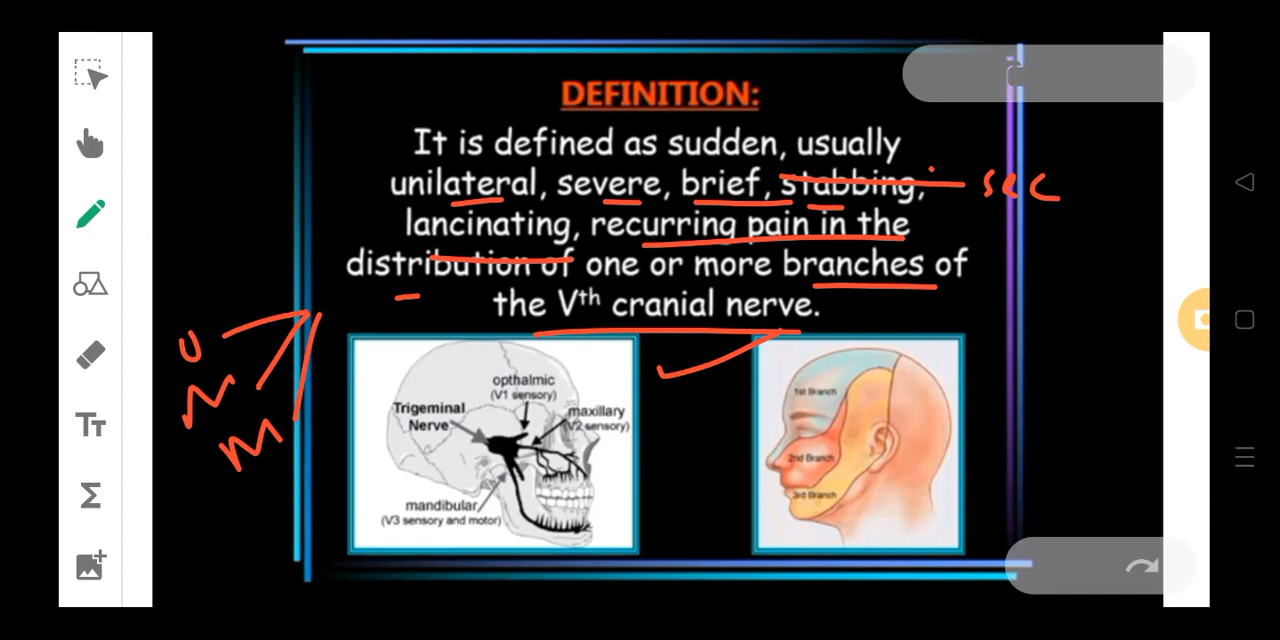 DEFINITION:
It is defined as sudden, usually
unilateral, severe, brief, stabbing,
sec
lancinating, recurring pain in the
distribution of one or more branches of
the Vth cranial nerve.
O
M
M
opthalmic
(V1 sensory)
Trigeminal
Nerve
maxillary
(V2 sensory)
mandibular
(V3 sensory and motor)
1st Branch
2nd Branch
3rd Branch
Tт
Σ